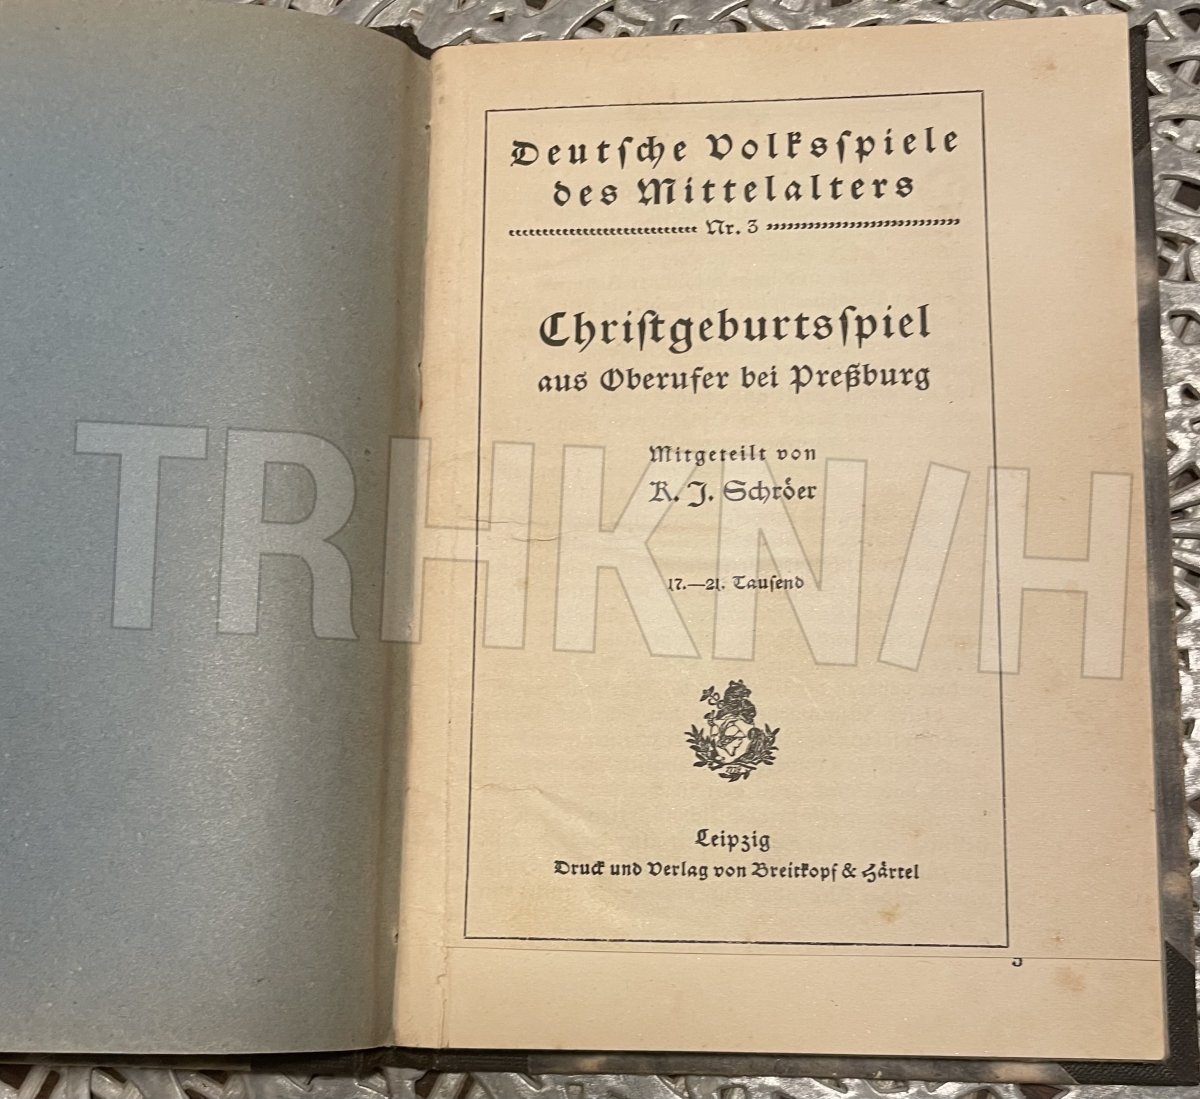 Deutsche Volksspiele
des Mittelalters
Nr. 3
Christgeburtsspiel
aus Oberufer bei Preßburg
Mitgeteilt von
K. J. Schröer
17.—21. Tausend
Leipzig
Druck und Verlag von Breitkopf & Härtel
TRHKN/H